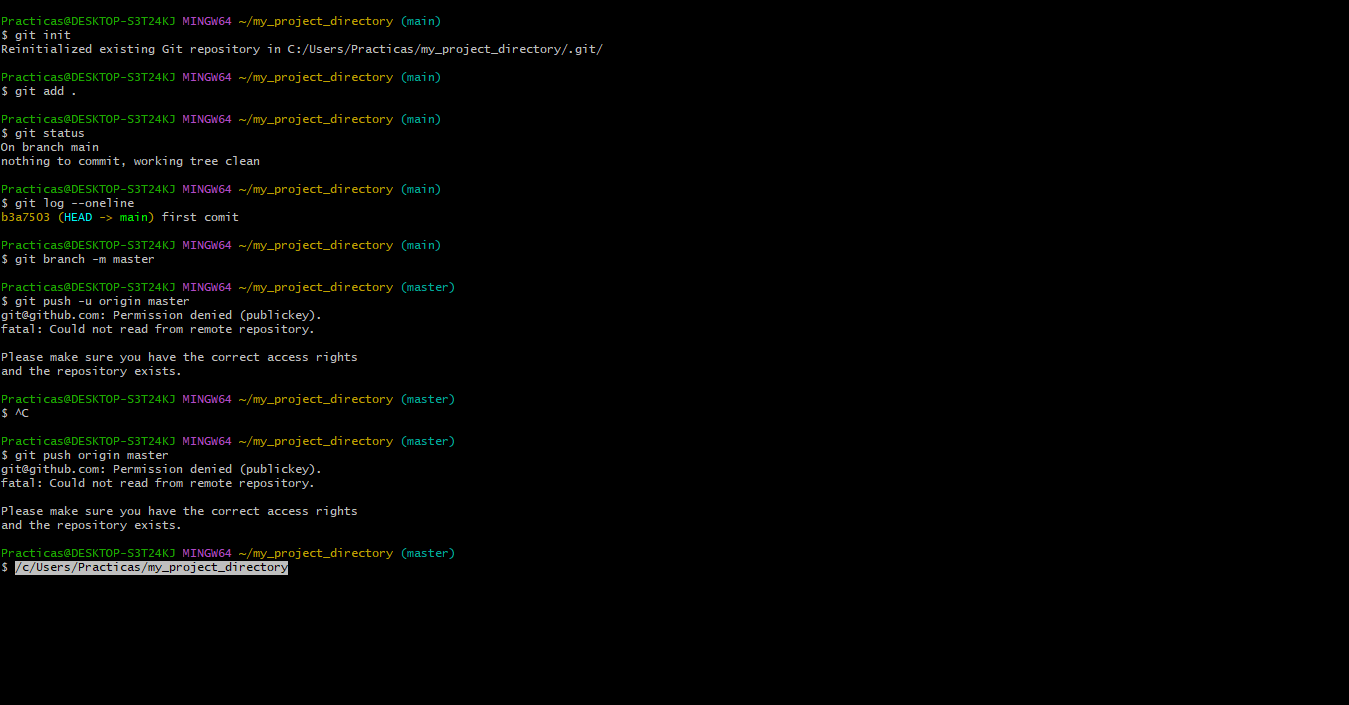 Practicas@DESKTOP-S3T24KJ MINGW64 ~/my_project_directory (main)
$ git init
Reinitialized existing Git repository in C:/Users/Practicas/my_project_directory/.git/
Practicas@DESKTOP-S3T24KJ MINGW64 ~/my_project_directory (main)
$ git add .
Practicas@DESKTOP-S3T24KJ MINGW64 ~/my_project_directory (main)
$ git status
On branch main
nothing to commit, working tree clean
Practicas@DESKTOP-S3T24KJ MINGW64 ~/my_project_directory (main)
$ git log --oneline
b3a7503 (HEAD -> main) first comit
Practicas@DESKTOP-S3T24KJ MINGW64 ~/my_project_directory (main)
$ git branch -m master
Practicas@DESKTOP-S3T24KJ MINGW64 ~/my_project_directory (master)
$ git push -u origin master
git@github.com: Permission denied (publickey).
fatal: Could not read from remote repository.
Please make sure you have the correct access rights
and the repository exists.
Practicas@DESKTOP-S3T24KJ MINGW64 ~/my_project_directory (master)
$ ^C
Practicas@DESKTOP-S3T24KJ MINGW64 ~/my_project_directory (master)
$ git push origin master
git@github.com: Permission denied (publickey).
fatal: Could not read from remote repository.
Please make sure you have the correct access rights
and the repository exists.
Practicas@DESKTOP-S3T24KJ MINGW64 ~/my_project_directory (master)
$ /c/Users/Practicas/my_project_directory